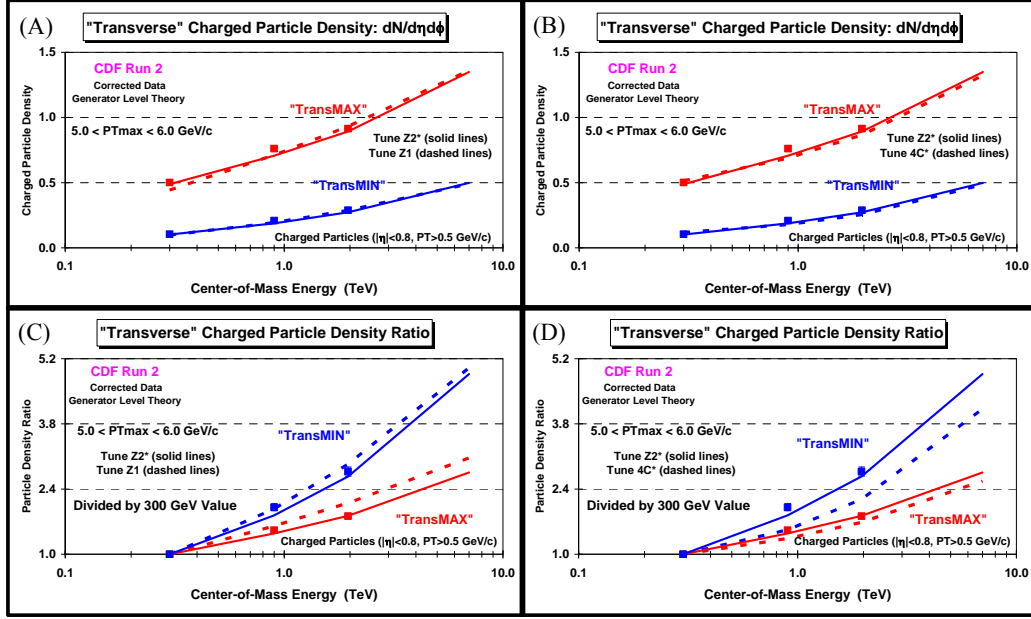 (A)
"Transverse" Charged Particle Density: dN/dηdϕ
1.5
1.0
0.5
0.0
Charged Particle Density
CDF Run 2
Corrected Data
Generator Level Theory
5.0 < PTmax < 6.0 GeV/c
"TransMAX"
Tune Z2* (solid lines)
Tune Z1 (dashed lines)
"TransMIN"
Charged Particles (|η|<0.8, PT>0.5 GeV/c)
0.1 1.0 10.0
Center-of-Mass Energy (TeV)
(B)
"Transverse" Charged Particle Density: dN/dηdϕ
1.5
1.0
0.5
0.0
Charged Particle Density
CDF Run 2
Corrected Data
Generator Level Theory
5.0 < PTmax < 6.0 GeV/c
"TransMAX"
Tune Z2* (solid lines)
Tune 4C* (dashed lines)
"TransMIN"
Charged Particles (|η|<0.8, PT>0.5 GeV/c)
0.1 1.0 10.0
Center-of-Mass Energy (TeV)
(C)
"Transverse" Charged Particle Density Ratio
5.2
3.8
2.4
1.0
Particle Density Ratio
CDF Run 2
Corrected Data
Generator Level Theory
5.0 < PTmax < 6.0 GeV/c
"TransMIN"
Tune Z2* (solid lines)
Tune Z1 (dashed lines)
Divided by 300 GeV Value
"TransMAX"
Charged Particles (|η|<0.8, PT>0.5 GeV/c)
0.1 1.0 10.0
Center-of-Mass Energy (TeV)
(D)
"Transverse" Charged Particle Density Ratio
5.2
3.8
2.4
1.0
Particle Density Ratio
CDF Run 2
Corrected Data
Generator Level Theory
5.0 < PTmax < 6.0 GeV/c
"TransMIN"
Tune Z2* (solid lines)
Tune 4C* (dashed lines)
Divided by 300 GeV Value
"TransMAX"
Charged Particles (|η|<0.8, PT>0.5 GeV/c)
0.1 1.0 10.0
Center-of-Mass Energy (TeV)